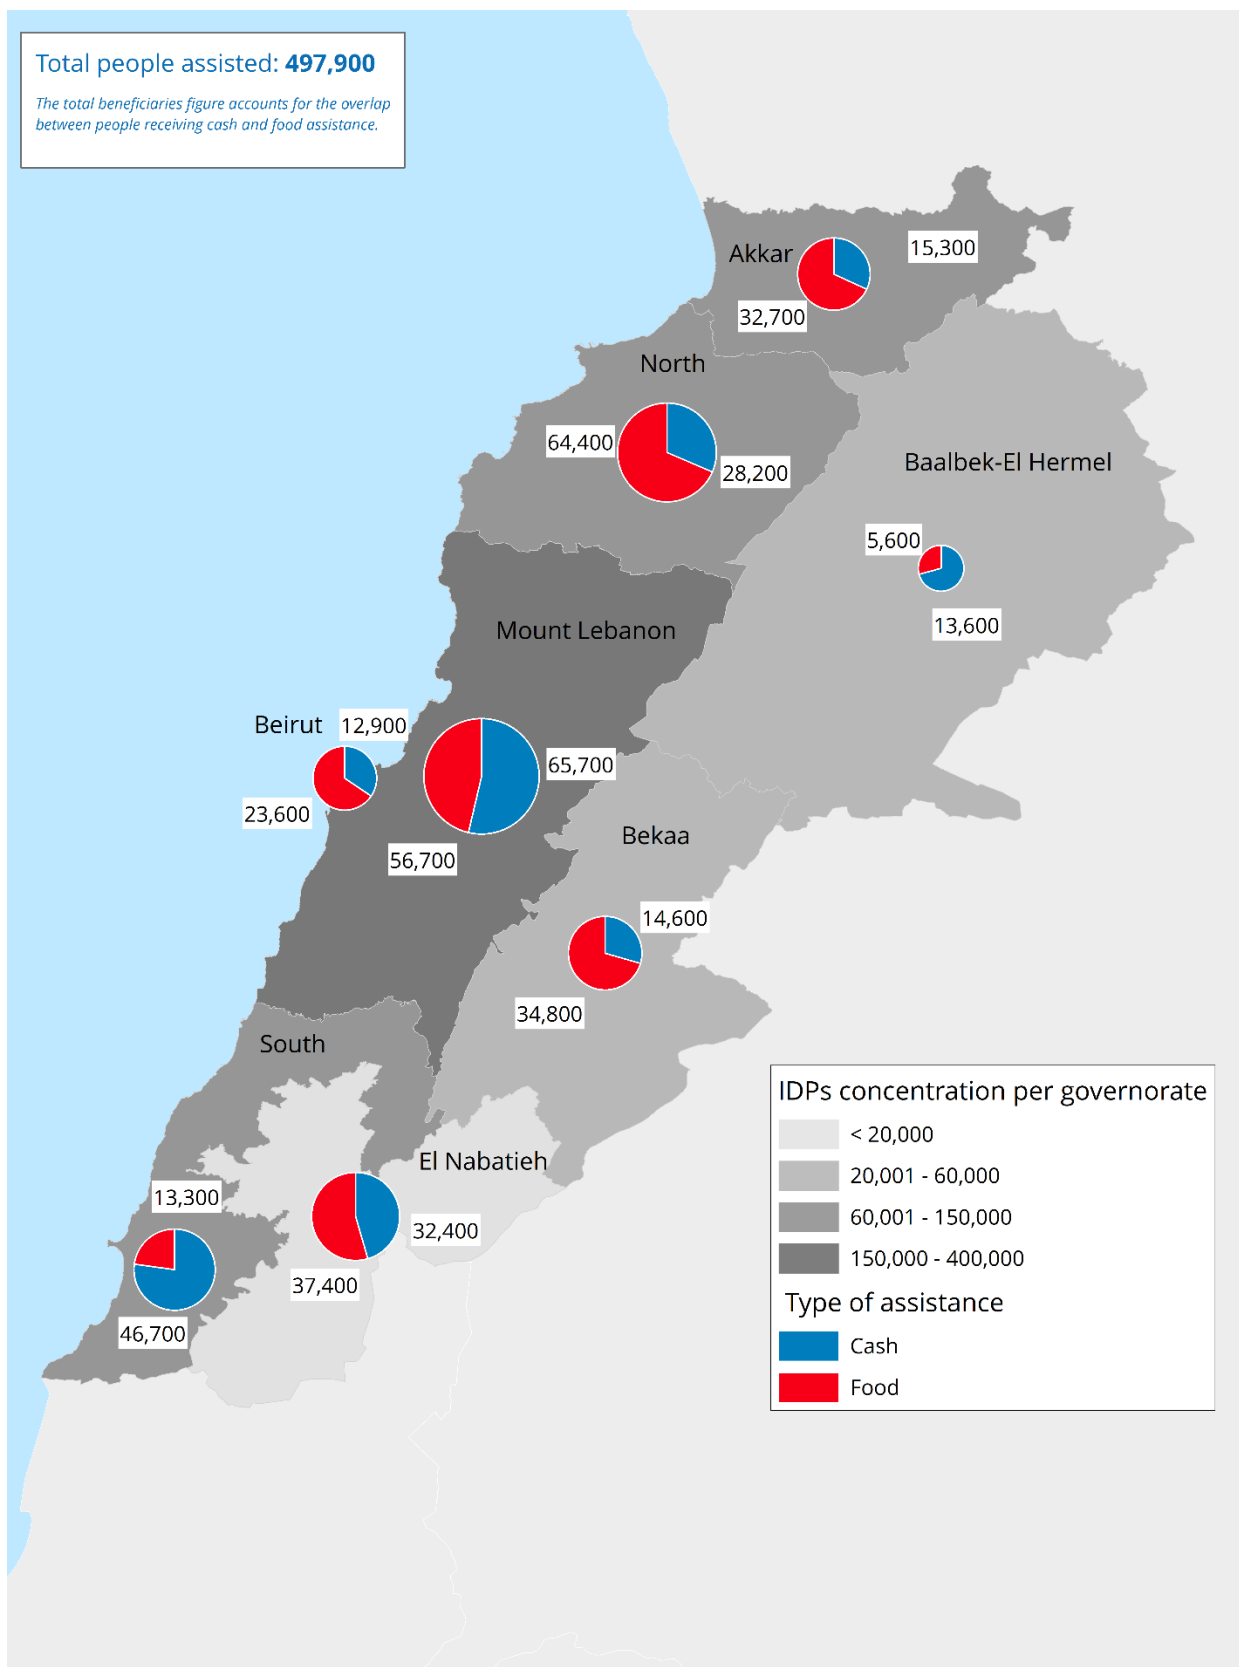 Total people assisted: 497,900
The total beneficiaries figure accounts for the overlap
between people receiving cash and food assistance.
Akkar
15,300
32,700
North
64,400
28,200
Baalbek-El Hermel
5,600
13,600
Mount Lebanon
Beirut
12,900
65,700
23,600
56,700
Bekaa
14,600
34,800
South
El Nabatieh
13,300
32,400
37,400
46,700
IDPs concentration per governorate
< 20,000
20,001 - 60,000
60,001 - 150,000
150,000 - 400,000
Type of assistance
Cash
Food